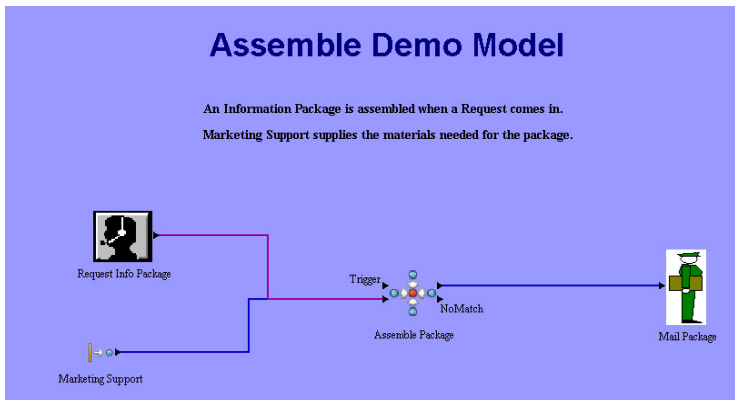 Assemble Demo Model
An Information Package is assembled when a Request comes in.
Marketing Support supplies the materials needed for the package.
Request Info Package
Trigger
NoMatch
Assemble Package
Mail Package
Marketing Support